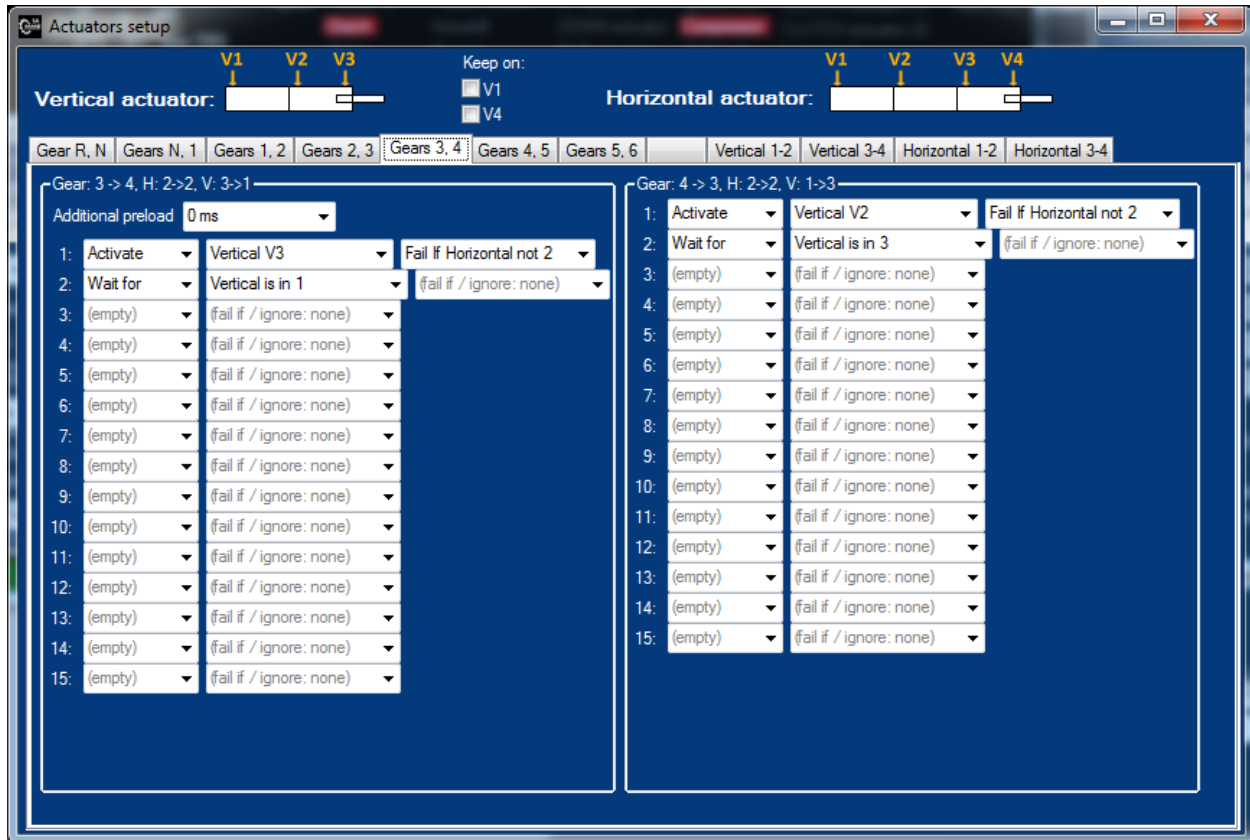 Actuators setup
V1 V2 V3
Keep on:
V1 V2 V3 V4
Vertical actuator:
V1
Horizontal actuator:
V4
Gear R, N Gears N, 1 Gears 1, 2 Gears 2, 3 Gears 3, 4 Gears 4, 5 Gears 5, 6 Vertical 1-2 Vertical 3-4 Horizontal 1-2 Horizontal 3-4
Gear: 3 -> 4, H: 2->2, V: 3->1
Additional preload 0 ms
1: Activate Vertical V3 Fail If Horizontal not 2
2: Wait for Vertical is in 1 (fail if / ignore: none)
3: (empty) (fail if / ignore: none)
4: (empty) (fail if / ignore: none)
5: (empty) (fail if / ignore: none)
6: (empty) (fail if / ignore: none)
7: (empty) (fail if / ignore: none)
8: (empty) (fail if / ignore: none)
9: (empty) (fail if / ignore: none)
10: (empty) (fail if / ignore: none)
11: (empty) (fail if / ignore: none)
12: (empty) (fail if / ignore: none)
13: (empty) (fail if / ignore: none)
14: (empty) (fail if / ignore: none)
15: (empty) (fail if / ignore: none)
Gear: 4 -> 3, H: 2->2, V: 1->3
1: Activate Vertical V2 Fail If Horizontal not 2
2: Wait for Vertical is in 3 (fail if / ignore: none)
3: (empty) (fail if / ignore: none)
4: (empty) (fail if / ignore: none)
5: (empty) (fail if / ignore: none)
6: (empty) (fail if / ignore: none)
7: (empty) (fail if / ignore: none)
8: (empty) (fail if / ignore: none)
9: (empty) (fail if / ignore: none)
10: (empty) (fail if / ignore: none)
11: (empty) (fail if / ignore: none)
12: (empty) (fail if / ignore: none)
13: (empty) (fail if / ignore: none)
14: (empty) (fail if / ignore: none)
15: (empty) (fail if / ignore: none)